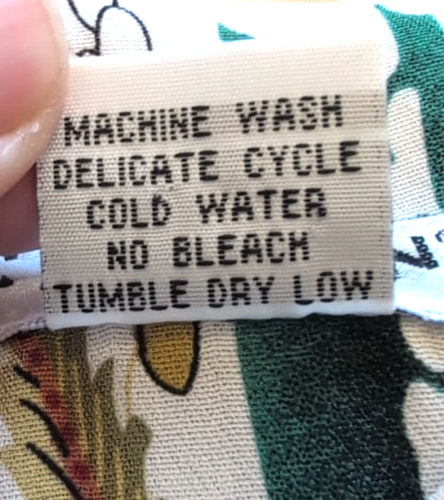 MACHINE WASH
DELICATE CYCLE
COLD WATER
NO BLEACH
TUMBLE DRY LOW